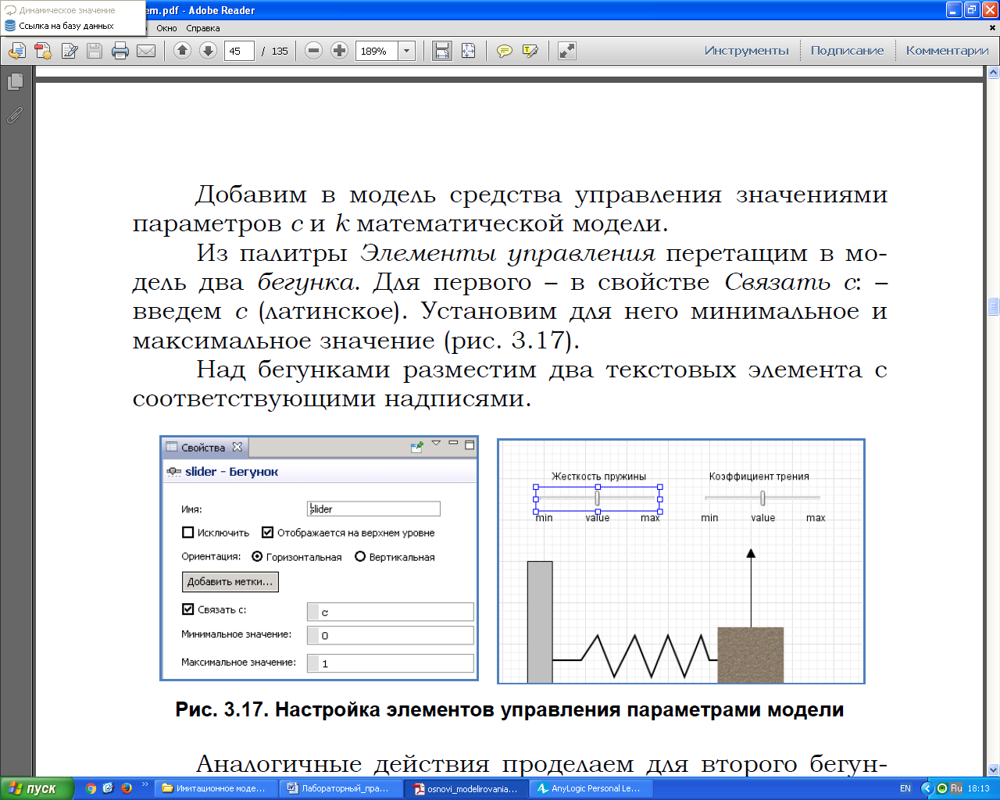 Динамическое значение
Ссылка на базу данных
em.pdf - Adobe Reader
Окно Справка
45 / 135 189% Инструменты Подписание Комментарии
Добавим в модель средства управления значениями
параметров c и k математической модели.
Из палитры Элементы управления перетащим в мо-
дель два бегунка. Для первого – в свойстве Связать с: –
введем c (латинское). Установим для него минимальное и
максимальное значение (рис. 3.17).
Над бегунками разместим два текстовых элемента с
соответствующими надписями.
Свойства
slider - Бегунок
Имя: slider
Исключить Отображается на верхнем уровне
Ориентация: Горизонтальная Вертикальная
Добавить метки...
Связать с: c
Минимальное значение: 0
Максимальное значение: 1
Жесткость пружины Коэффициент трения
min value max min value max
Рис. 3.17. Настройка элементов управления параметрами модели
Аналогичные действия проделаем для второго бегун-
пуск Имитационное моде... Лабораторный_пра... osnovi_modelirovania... AnyLogic Personal Le... EN Ru 18:13